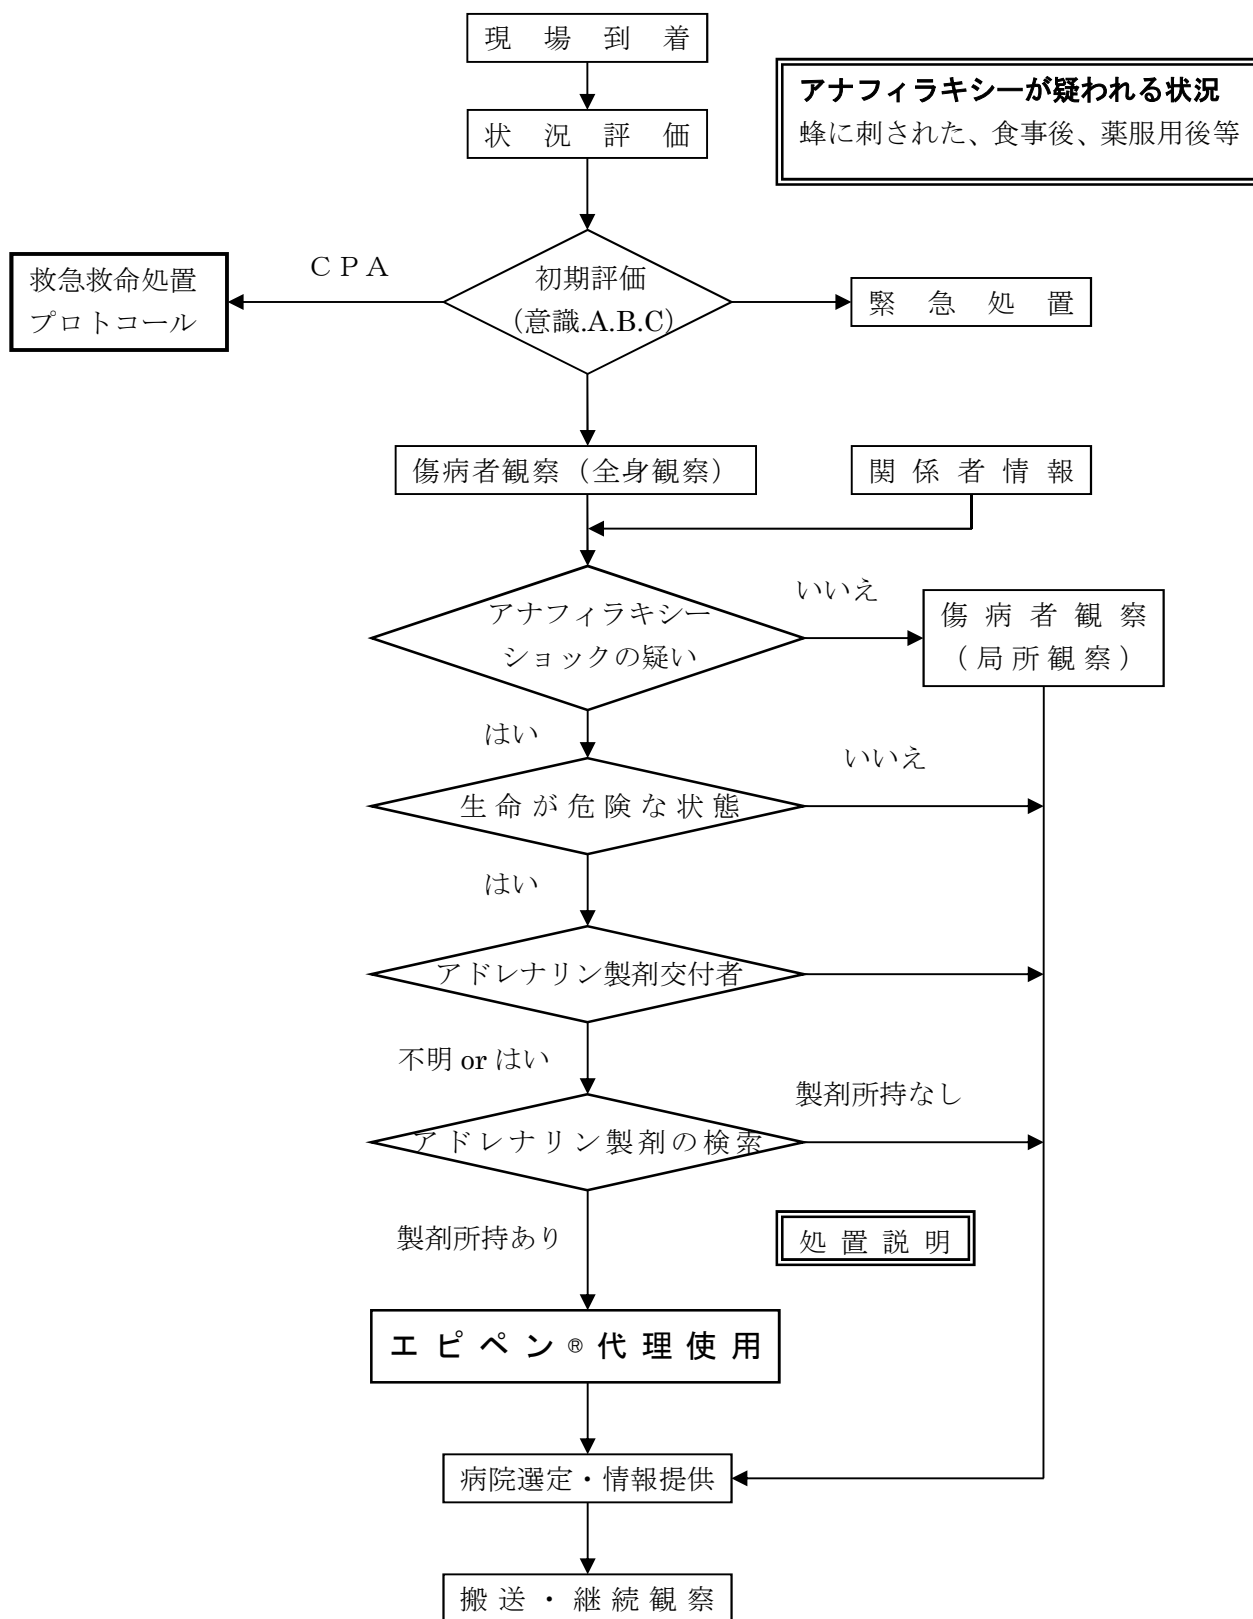 現場到着
アナフィラキシーが疑われる状況
蜂に刺された、食事後、薬服用後等
状況評価
CPA
救急救命処置
プロトコール
初期評価
(意識.A.B.C)
緊急処置
傷病者観察（全身観察）
関係者情報
アナフィラキシー
ショックの疑い
いいえ
傷病者観察
（局所観察）
はい
いいえ
生命が危険な状態
はい
アドレナリン製剤交付者
不明 or はい
製剤所持なし
アドレナリン製剤の検索
製剤所持あり
処置説明
エピペン®代理使用
病院選定・情報提供
搬送・継続観察